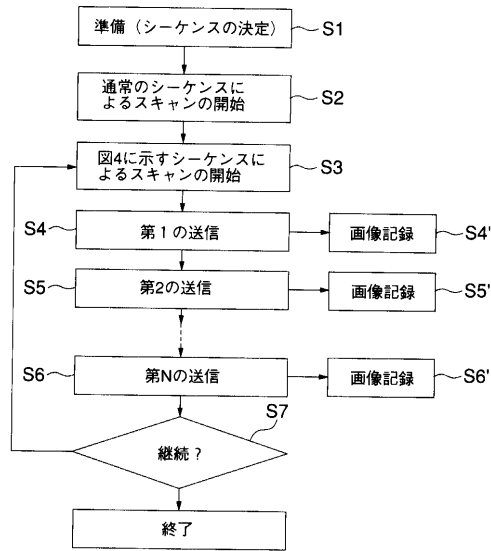 準備（シーケンスの決定）
S1
通常のシーケンスに
よるスキャンの開始
S2
図4に示すシーケンスに
よるスキャンの開始
S3
S4
第１の送信
画像記録
S4'
S5
第2の送信
画像記録
S5'
S6
第Nの送信
画像記録
S6'
S7
継続？
終了